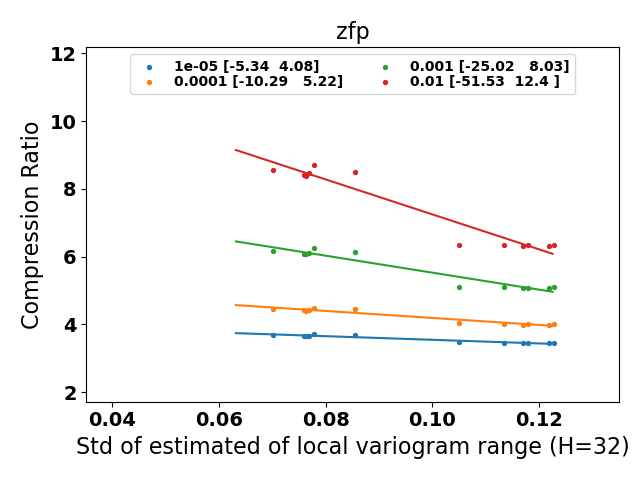 zfp
1e-05 [-5.34  4.08]
0.0001 [-10.29   5.22]
0.001 [-25.02   8.03]
0.01 [-51.53  12.4 ]
12
10
8
6
4
2
Compression Ratio
0.04 0.06 0.08 0.10 0.12
Std of estimated of local variogram range (H=32)